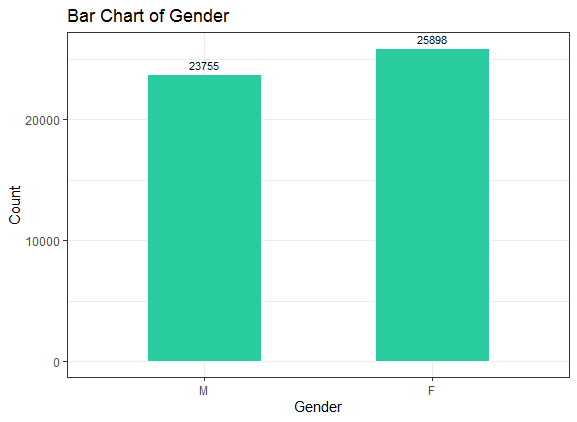 Bar Chart of Gender
25898
23755
20000
10000
0
Count
M F
Gender